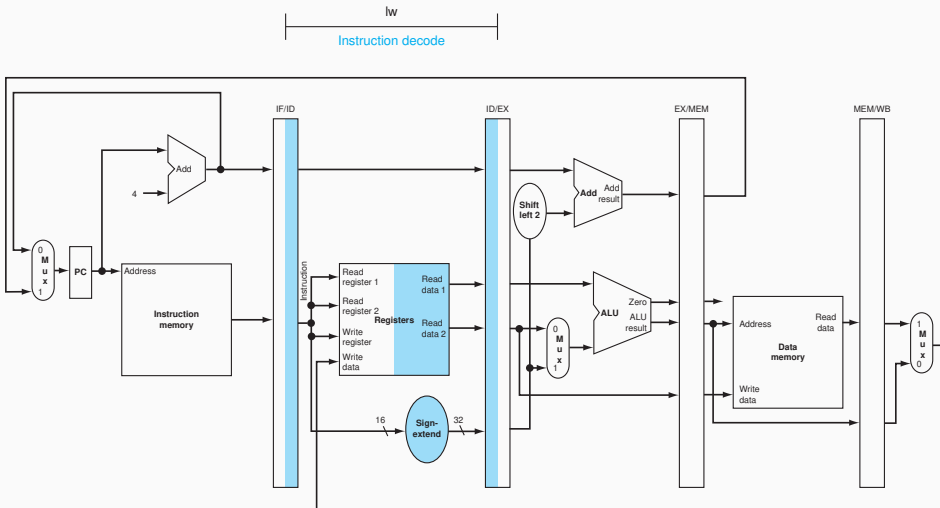 lw
Instruction decode
IF/ID
ID/EX
EX/MEM
MEM/WB
Add
4
Add
Add
result
Shift
left 2
0
M
u
x
1
PC
Address
Instruction
memory
Instruction
Read
register 1
Read
register 2
Write
register
Write
data
Registers
Read
data 1
Read
data 2
16
Sign-
extend
32
0
M
u
x
1
ALU
Zero
ALU
result
Address
Write
data
Data
memory
Read
data
1
M
u
x
0